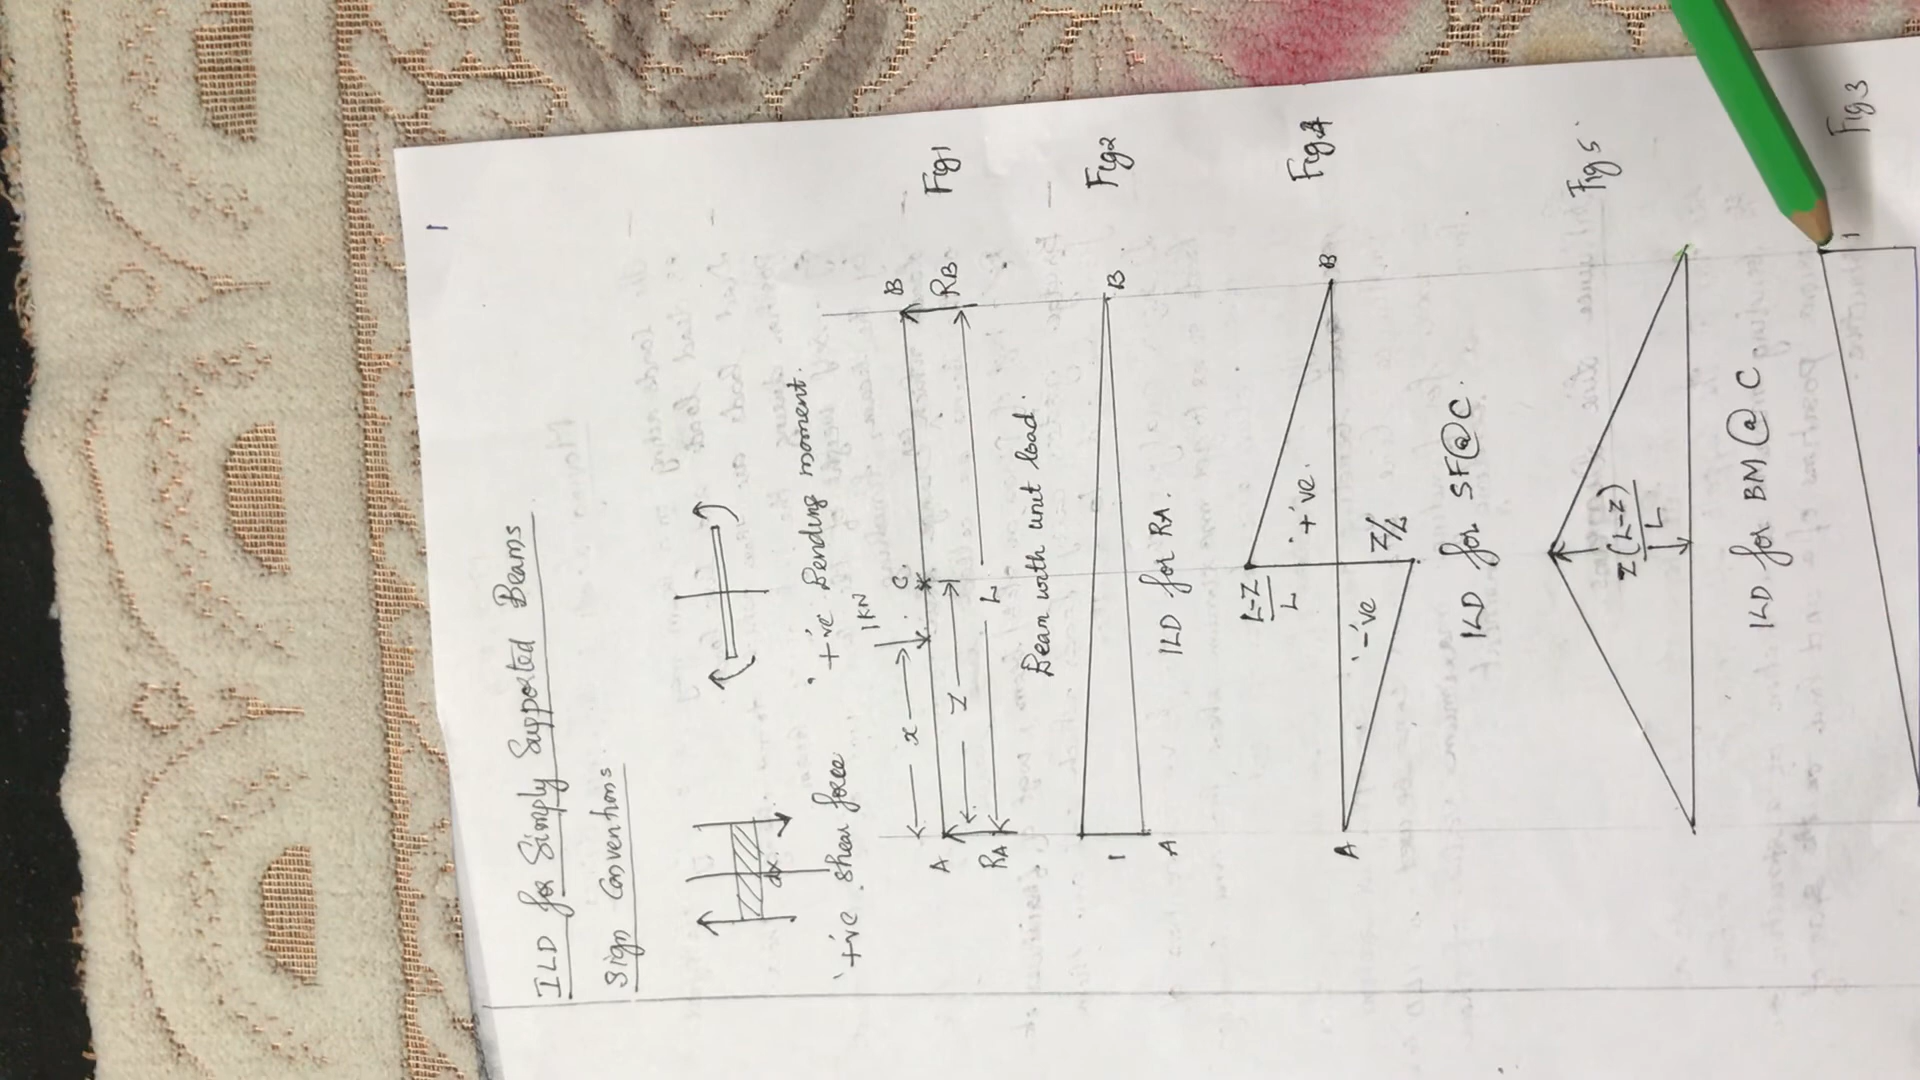 1
ILD for Simply Supported Beams
Sign Conventions
dx
'+'ve shear force
'+'ve Bending moment.
x
1KN
C
A
B
Fig1
Z
RA
RB
L
Beam with unit load.
1
A
B
Fig2
ILD for RA.
L-Z
L
'+'ve
A
B
Fig4
'-'ve
Z/L
ILD for SF@C.
Fig5
Z(L-Z)
L
ILD for BM@C
1
Fig3